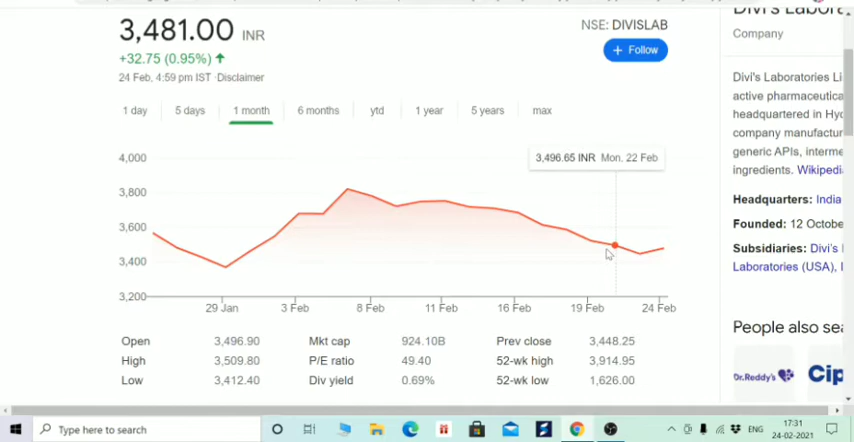 3,481.00 INR
+32.75 (0.95%) ↑
24 Feb, 4:59 pm IST ·Disclaimer
NSE: DIVISLAB
+ Follow
1 day 5 days 1 month 6 months ytd 1 year 5 years max
3,496.65 INR Mon. 22 Feb
4,000
3,800
3,600
3,400
3,200
29 Jan 3 Feb 8 Feb 11 Feb 16 Feb 19 Feb 24 Feb
Open 3,496.90 Mkt cap 924.10B Prev close 3,448.25
High 3,509.80 P/E ratio 49.40 52-wk high 3,914.95
Low 3,412.40 Div yield 0.69% 52-wk low 1,626.00
Divi's Labora
Company
Divi's Laboratories Li
active pharmaceutica
headquartered in Hy
company manufactur
generic APIs, interme
ingredients. Wikipedi
Headquarters: India
Founded: 12 Octobe
Subsidiaries: Divi's
Laboratories (USA),
People also sea
Dr.Reddy's
Cip
Type here to search
ENG
17:31
24-02-2021